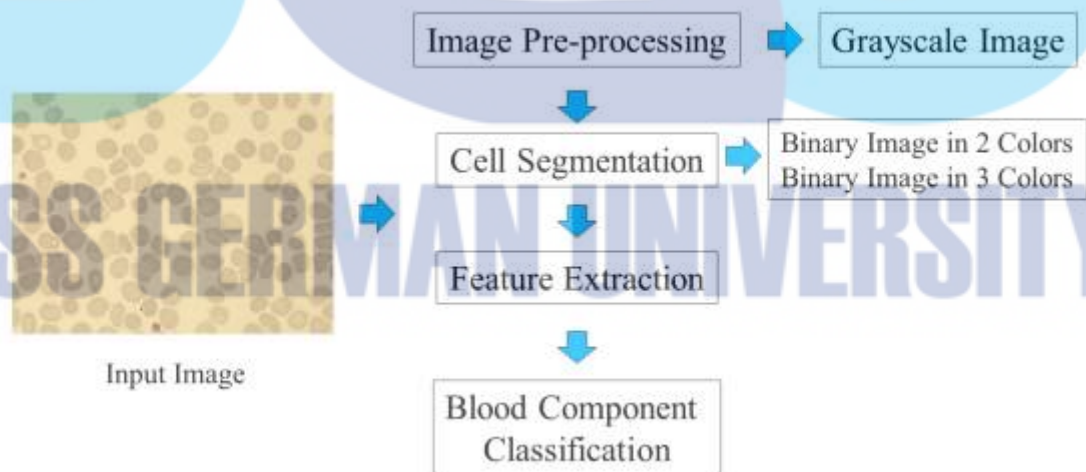 Image Pre-processing
Grayscale Image
Cell Segmentation
Binary Image in 2 Colors
Binary Image in 3 Colors
SS GERMAN UNIVERSITY
Feature Extraction
Input Image
Blood Component
Classification